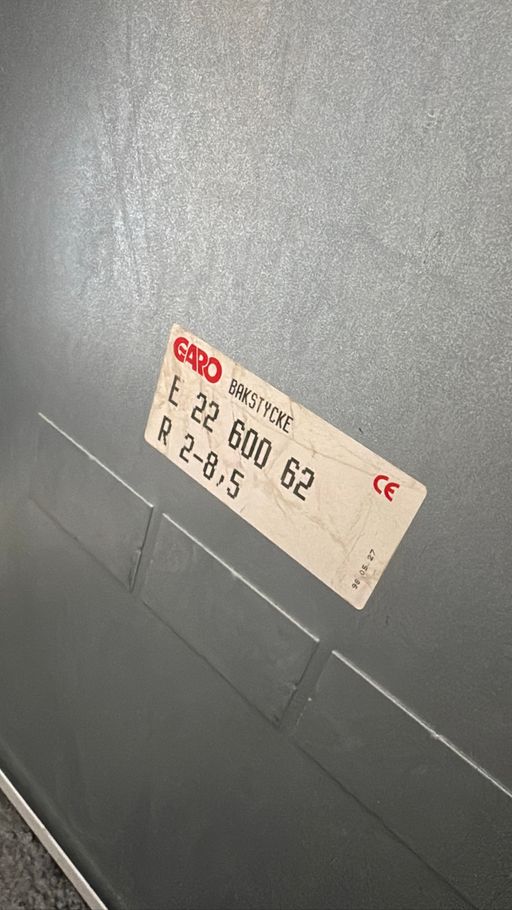 GARO BAKSTYCKE
E 22 600 62
R 2-8,5
CE
96 05 27